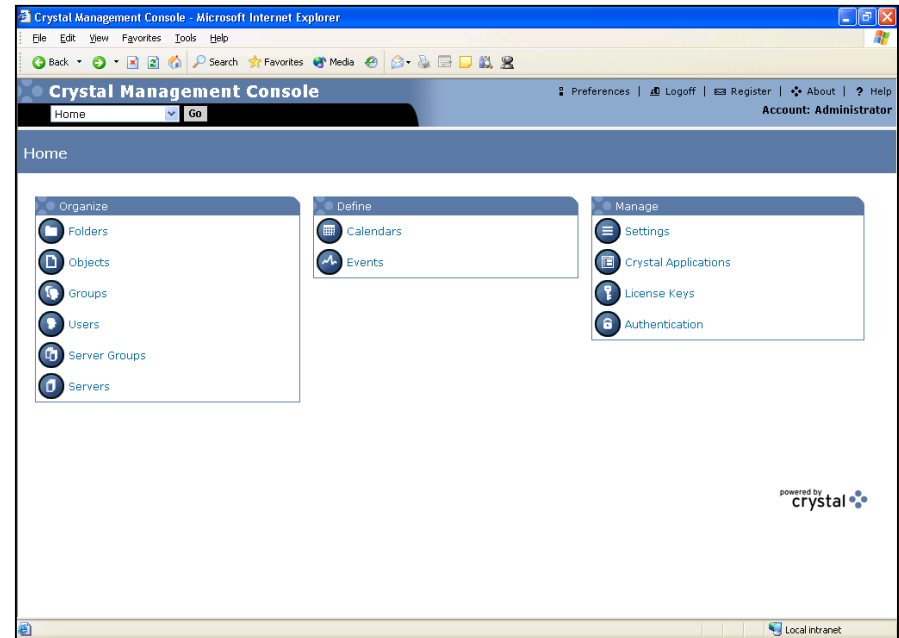 Crystal Management Console - Microsoft Internet Explorer
File Edit View Favorites Tools Help
Back Search Favorites Media
Crystal Management Console
Preferences | Logoff | Register | About | ? Help
Home Go
Account: Administrator
Home
Organize
Folders
Objects
Groups
Users
Server Groups
Servers
Define
Calendars
Events
Manage
Settings
Crystal Applications
License Keys
Authentication
powered by
crystal
Local intranet